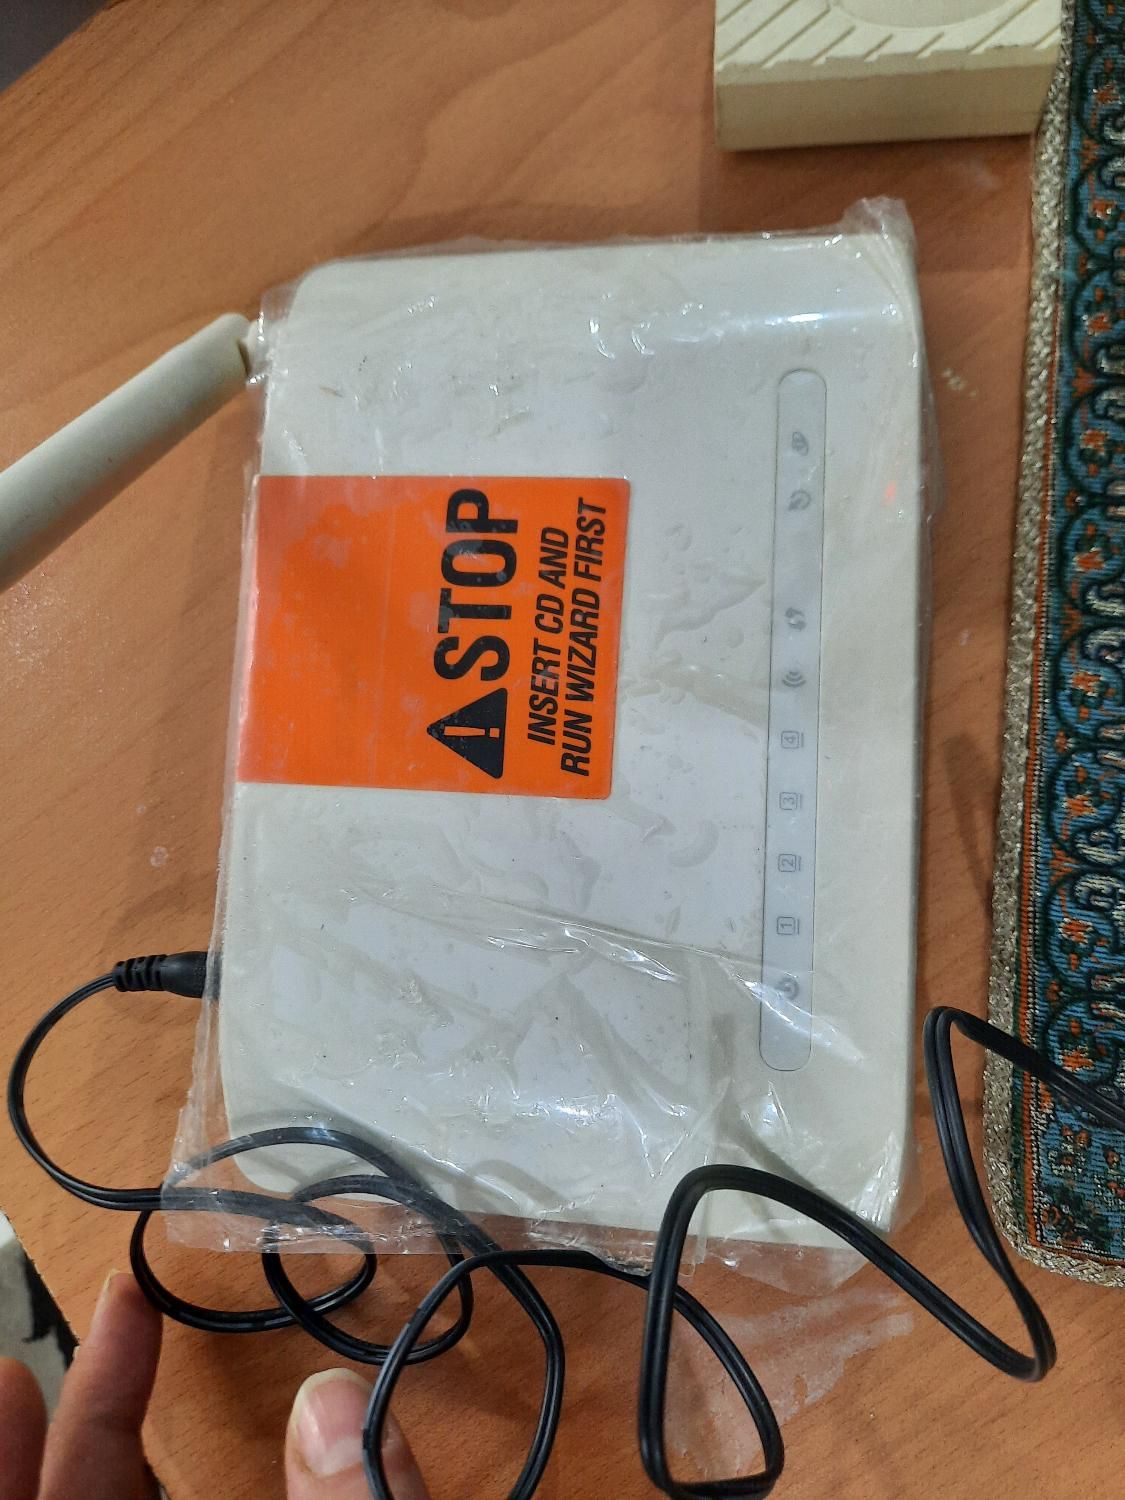 STOP
INSERT CD AND
RUN WIZARD FIRST
4
3
2
1